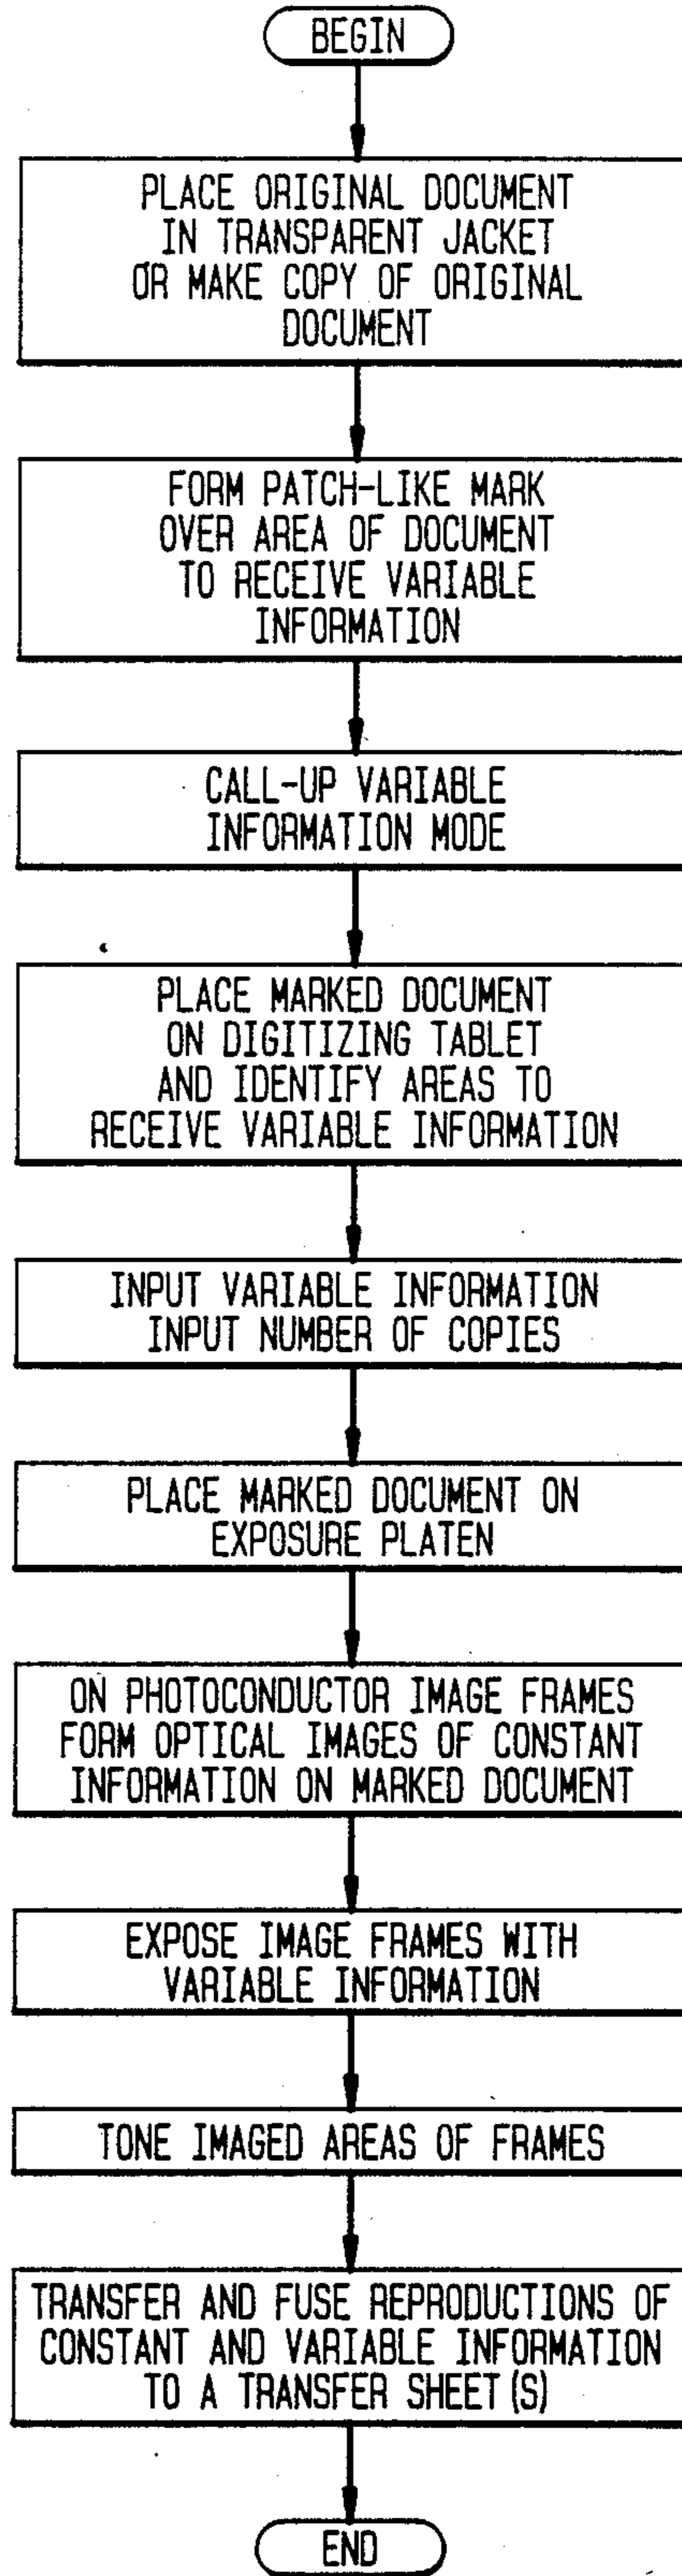 BEGIN
PLACE ORIGINAL DOCUMENT
IN TRANSPARENT JACKET
OR MAKE COPY OF ORIGINAL
DOCUMENT
FORM PATCH-LIKE MARK
OVER AREA OF DOCUMENT
TO RECEIVE VARIABLE
INFORMATION
CALL-UP VARIABLE
INFORMATION MODE
PLACE MARKED DOCUMENT
ON DIGITIZING TABLET
AND IDENTIFY AREAS TO
RECEIVE VARIABLE INFORMATION
INPUT VARIABLE INFORMATION
INPUT NUMBER OF COPIES
PLACE MARKED DOCUMENT ON
EXPOSURE PLATEN
ON PHOTOCONDUCTOR IMAGE FRAMES
FORM OPTICAL IMAGES OF CONSTANT
INFORMATION ON MARKED DOCUMENT
EXPOSE IMAGE FRAMES WITH
VARIABLE INFORMATION
TONE IMAGED AREAS OF FRAMES
TRANSFER AND FUSE REPRODUCTIONS OF
CONSTANT AND VARIABLE INFORMATION
TO A TRANSFER SHEET(S)
END